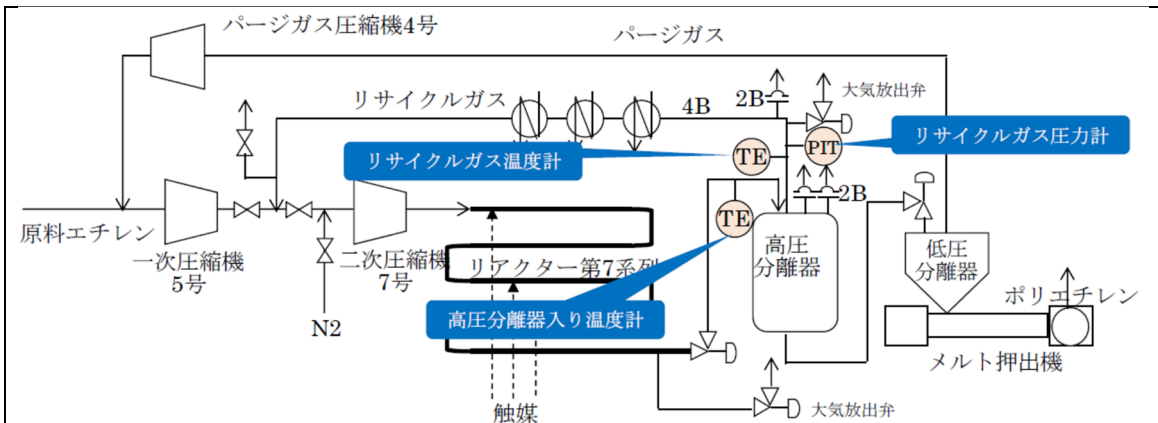 パージガス圧縮機4号
パージガス
リサイクルガス
4B
2B
大気放出弁
リサイクルガス温度計
TE
PIT
リサイクルガス圧力計
2B
TE
原料エチレン
一次圧縮機
5号
二次圧縮機
7号
リアクター第7系列
高圧
分離器
低圧
分離器
N2
高圧分離器入り温度計
ポリエチレン
メルト押出機
触媒
大気放出弁